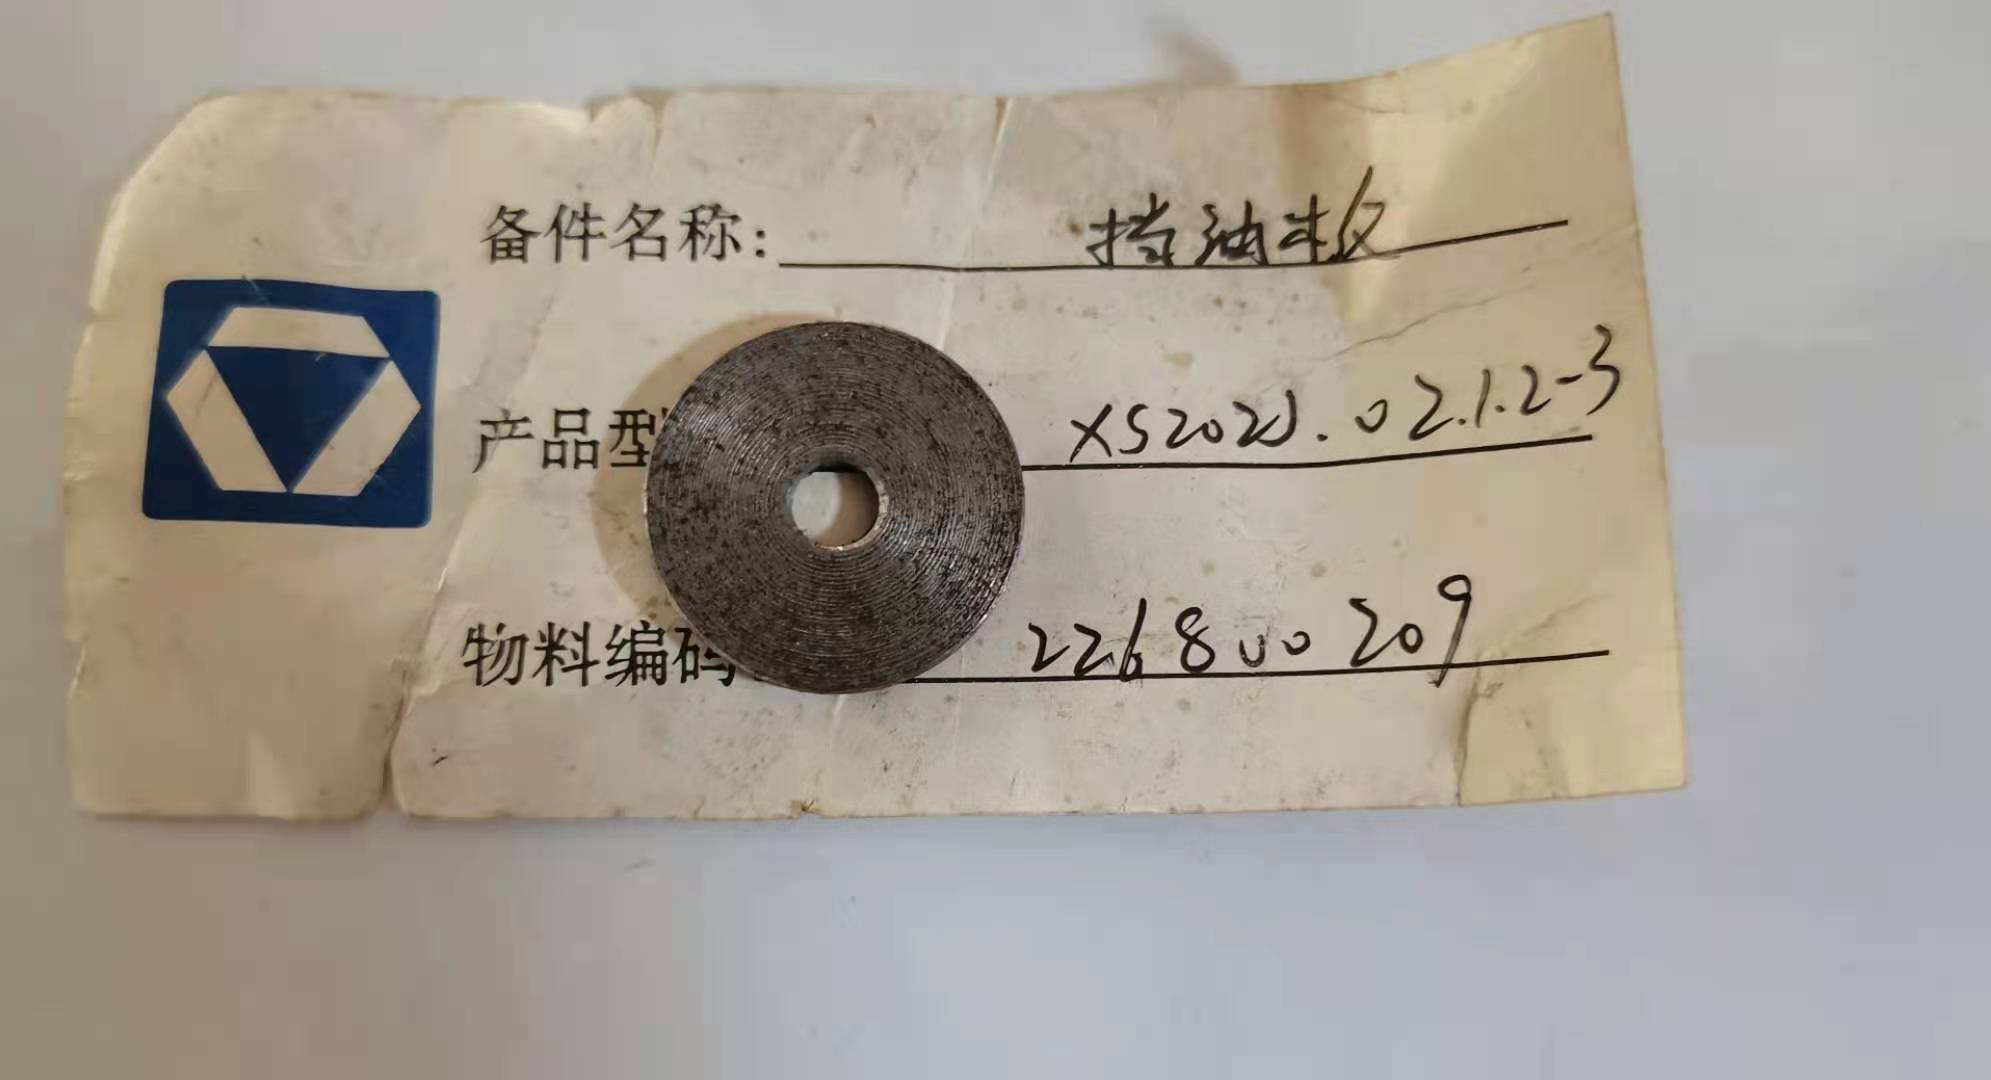 备件名称： 挡油板
产品型 XS202J.02.1.2-3
物料编码 226800209